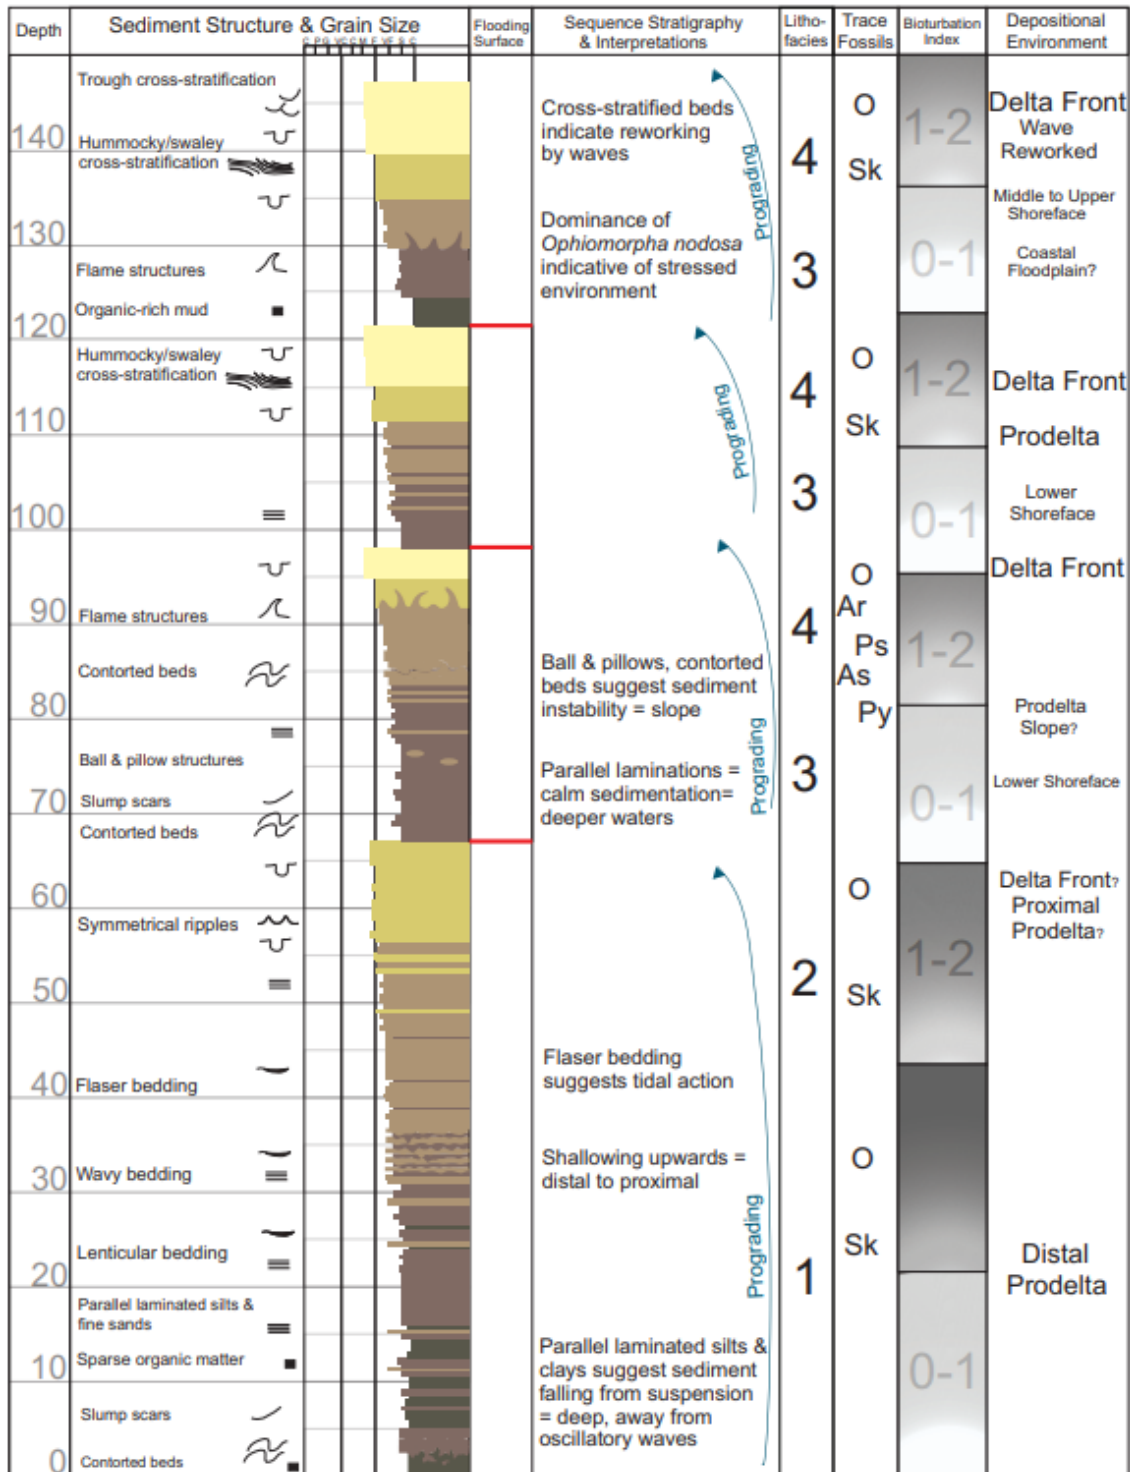 Depth
Sediment Structure & Grain Size
C P G VC C M F VF S C
Flooding
Surface
Sequence Stratigraphy
& Interpretations
Litho-
facies
Trace
Fossils
Bioturbation
Index
Depositional
Environment
140
130
120
110
100
90
80
70
60
50
40
30
20
10
0
Trough cross-stratification
Hummocky/swaley
cross-stratification
Flame structures
Organic-rich mud
Hummocky/swaley
cross-stratification
Flame structures
Contorted beds
Ball & pillow structures
Slump scars
Contorted beds
Symmetrical ripples
Flaser bedding
Wavy bedding
Lenticular bedding
Parallel laminated silts &
fine sands
Sparse organic matter
Slump scars
Contorted beds
Cross-stratified beds
indicate reworking
by waves
Dominance of
Ophiomorpha nodosa
indicative of stressed
environment
Ball & pillows, contorted
beds suggest sediment
instability = slope
Parallel laminations =
calm sedimentation=
deeper waters
Flaser bedding
suggests tidal action
Shallowing upwards =
distal to proximal
Parallel laminated silts &
clays suggest sediment
falling from suspension
= deep, away from
oscillatory waves
Prograding
Prograding
Prograding
Prograding
4
3
4
3
4
3
2
1
O
Sk
O
Sk
O
Ar
Ps
As
Py
O
Sk
O
Sk
1-2
0-1
1-2
0-1
1-2
0-1
1-2
0-1
Delta Front
Wave
Reworked
Middle to Upper
Shoreface
Coastal
Floodplain?
Delta Front
Prodelta
Lower
Shoreface
Delta Front
Prodelta
Slope?
Lower Shoreface
Delta Front?
Proximal
Prodelta?
Distal
Prodelta